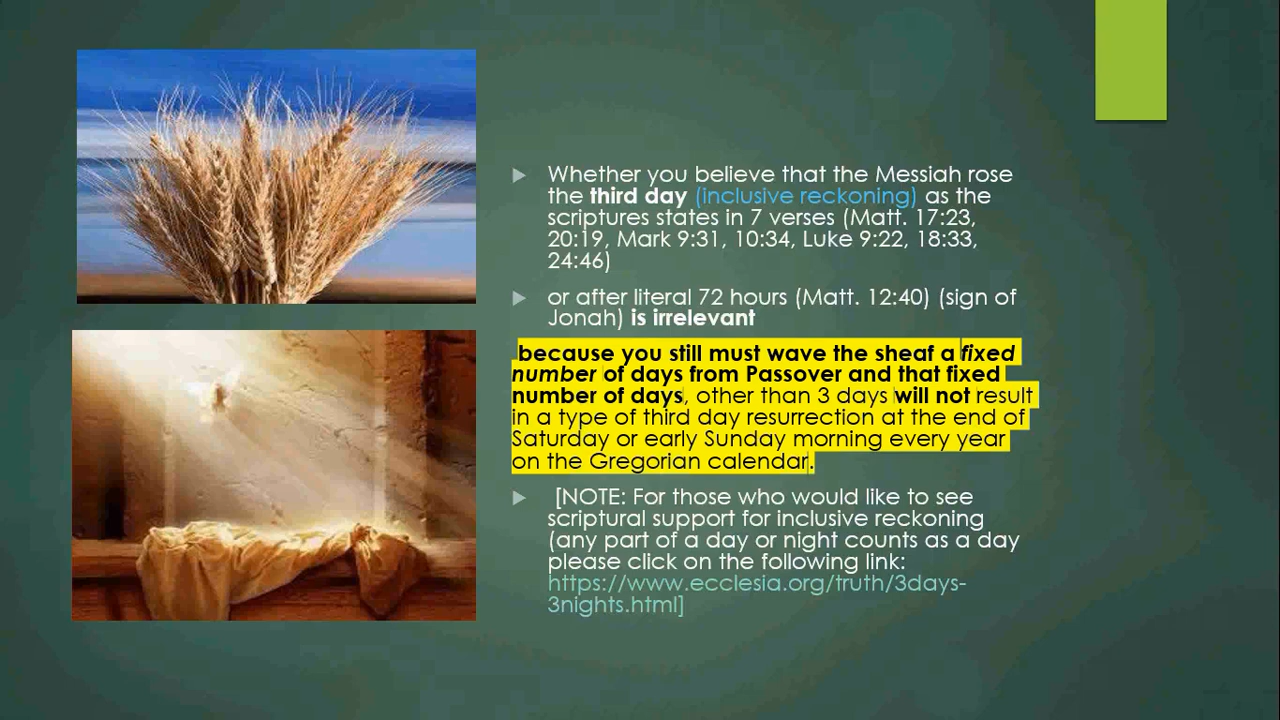 Whether you believe that the Messiah rose
the third day (inclusive reckoning) as the
scriptures states in 7 verses (Matt. 17:23,
20:19, Mark 9:31, 10:34, Luke 9:22, 18:33,
24:46)
or after literal 72 hours (Matt. 12:40) (sign of
Jonah) is irrelevant
because you still must wave the sheaf a fixed
number of days from Passover and that fixed
number of days, other than 3 days will not result
in a type of third day resurrection at the end of
Saturday or early Sunday morning every year
on the Gregorian calendar.
[NOTE: For those who would like to see
scriptural support for inclusive reckoning
(any part of a day or night counts as a day
please click on the following link:
https://www.ecclesia.org/truth/3days-
3nights.html]